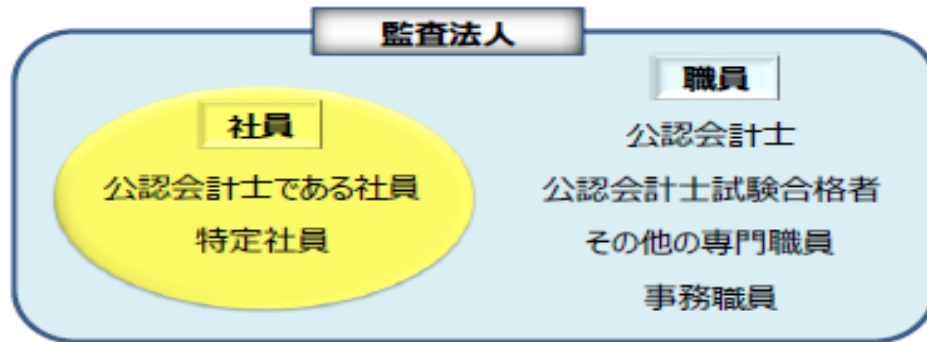 監査法人
社員
公認会計士である社員
特定社員
職員
公認会計士
公認会計士試験合格者
その他の専門職員
事務職員